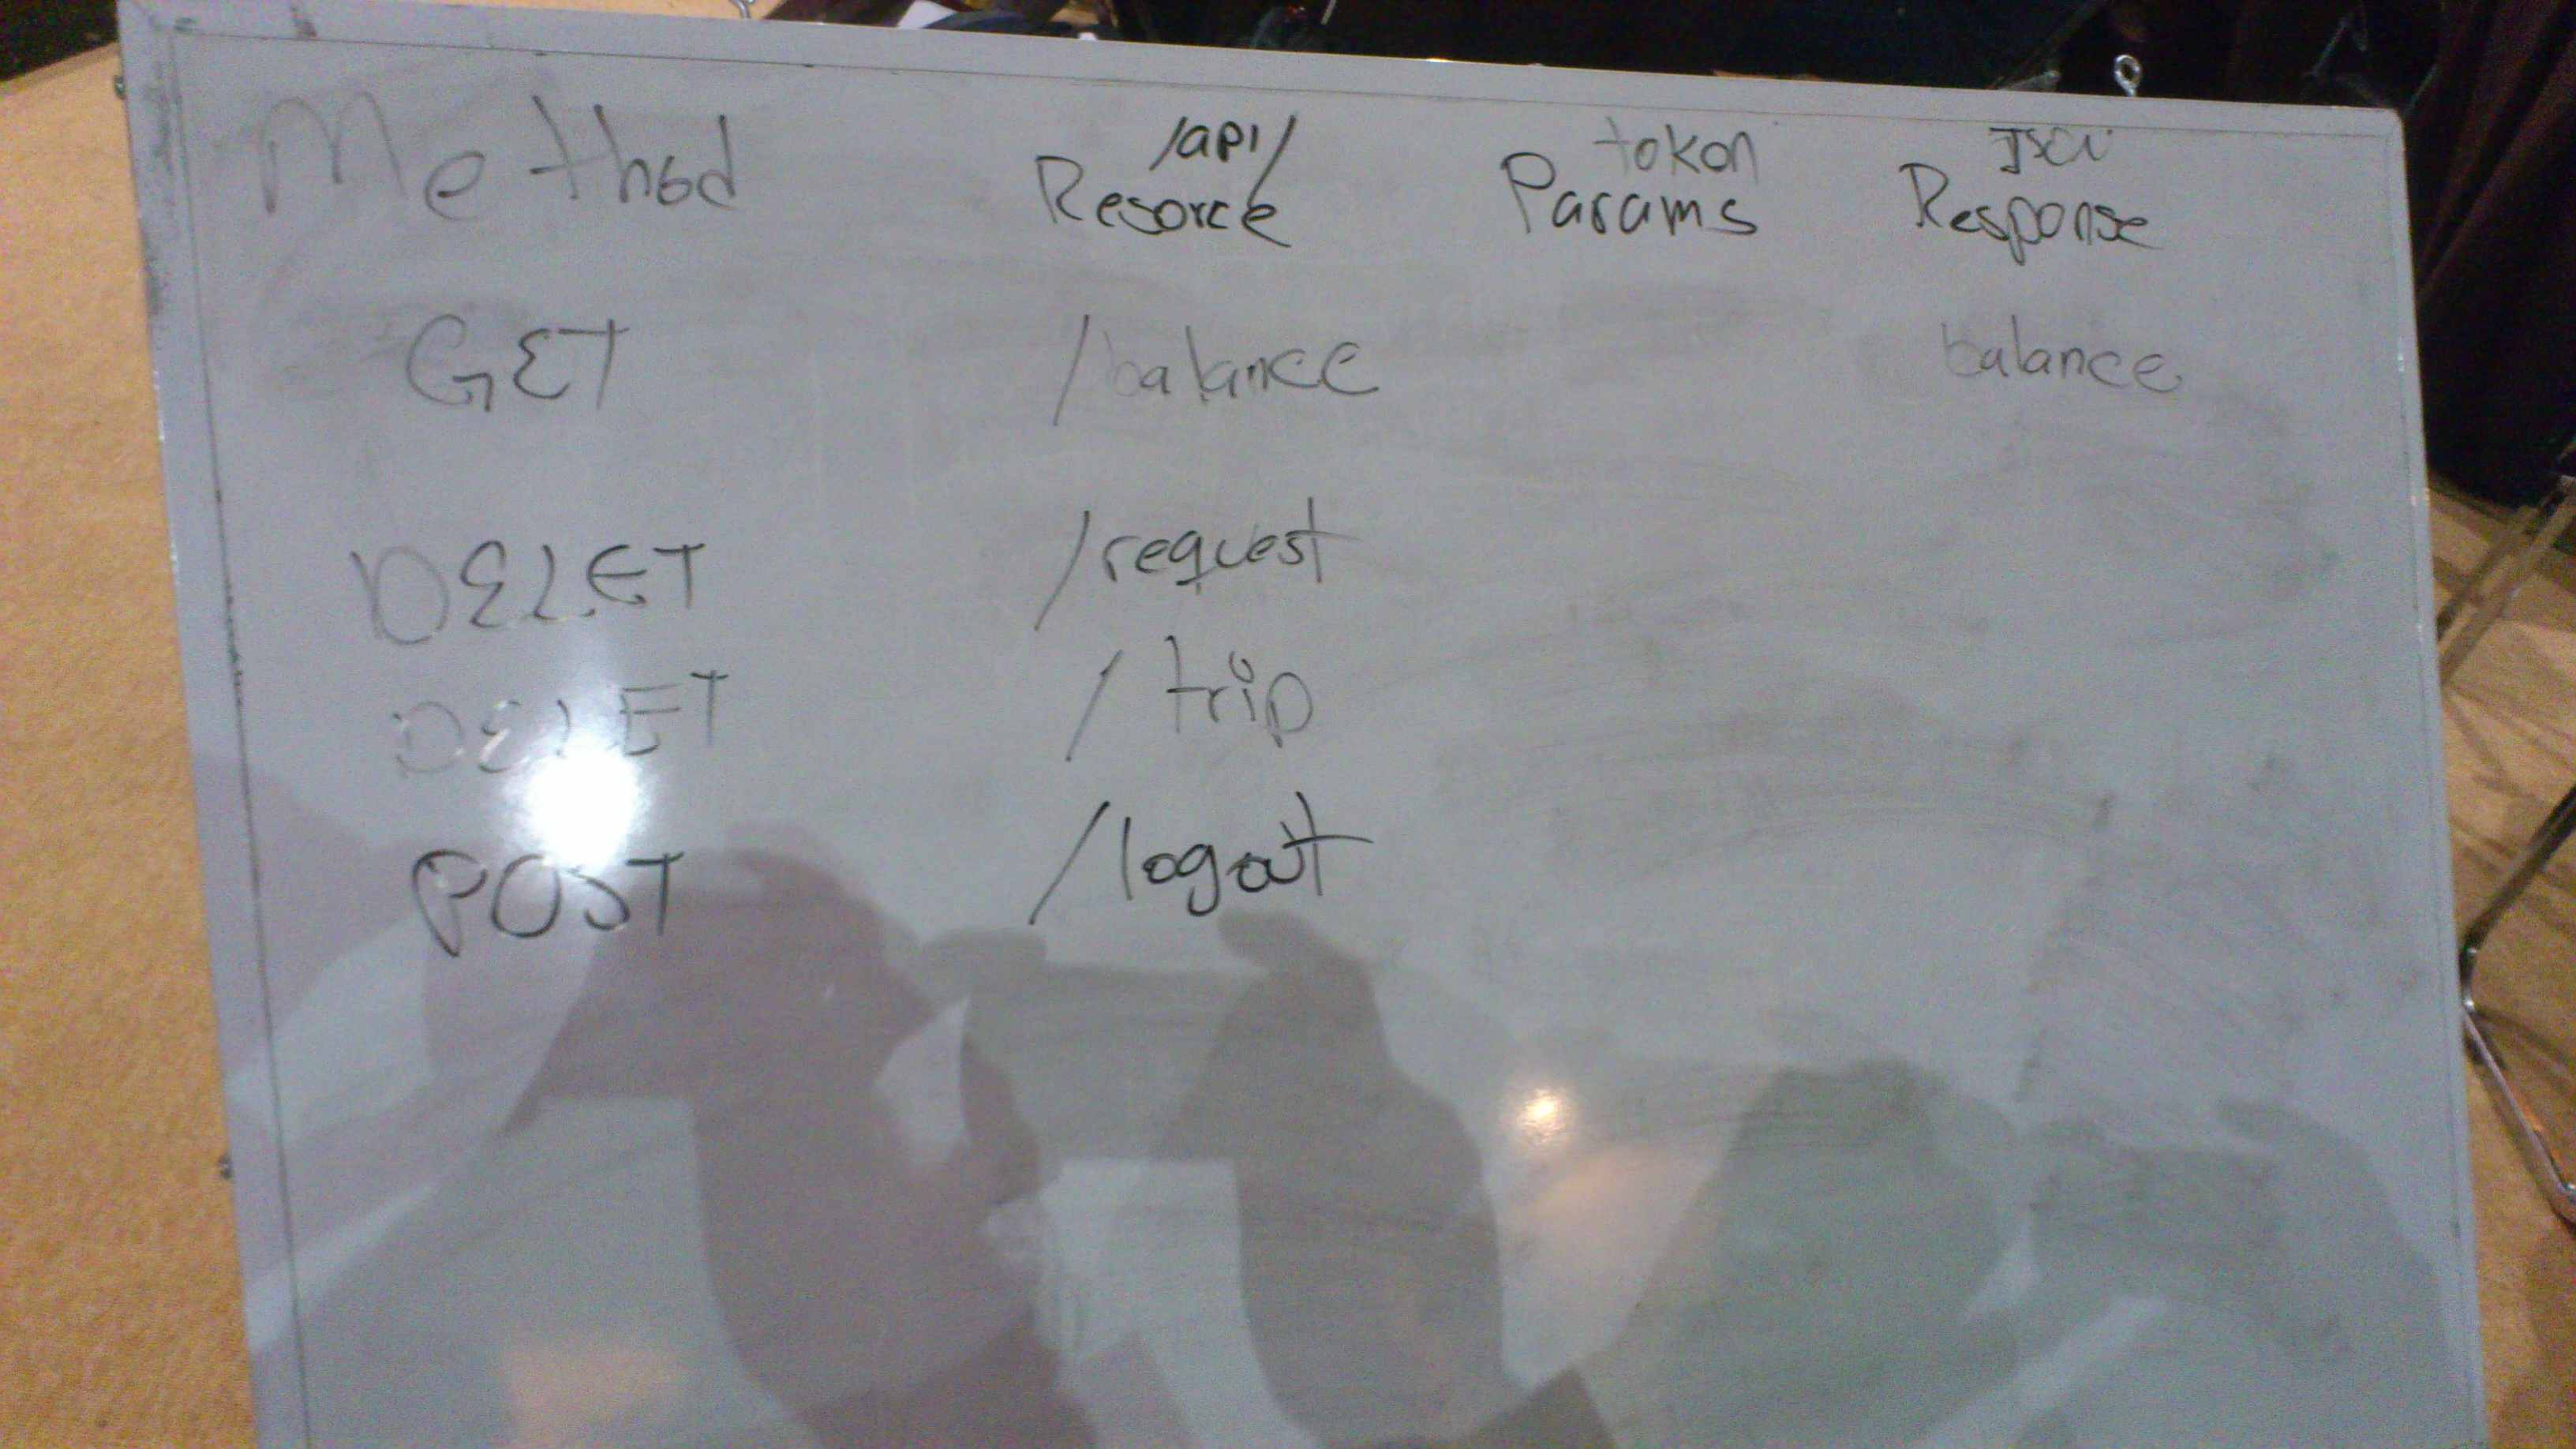 /api/ token JSON
Method Resorce Params Response
GET /balance balance
DELET /request
DELET /trip
POST /logout